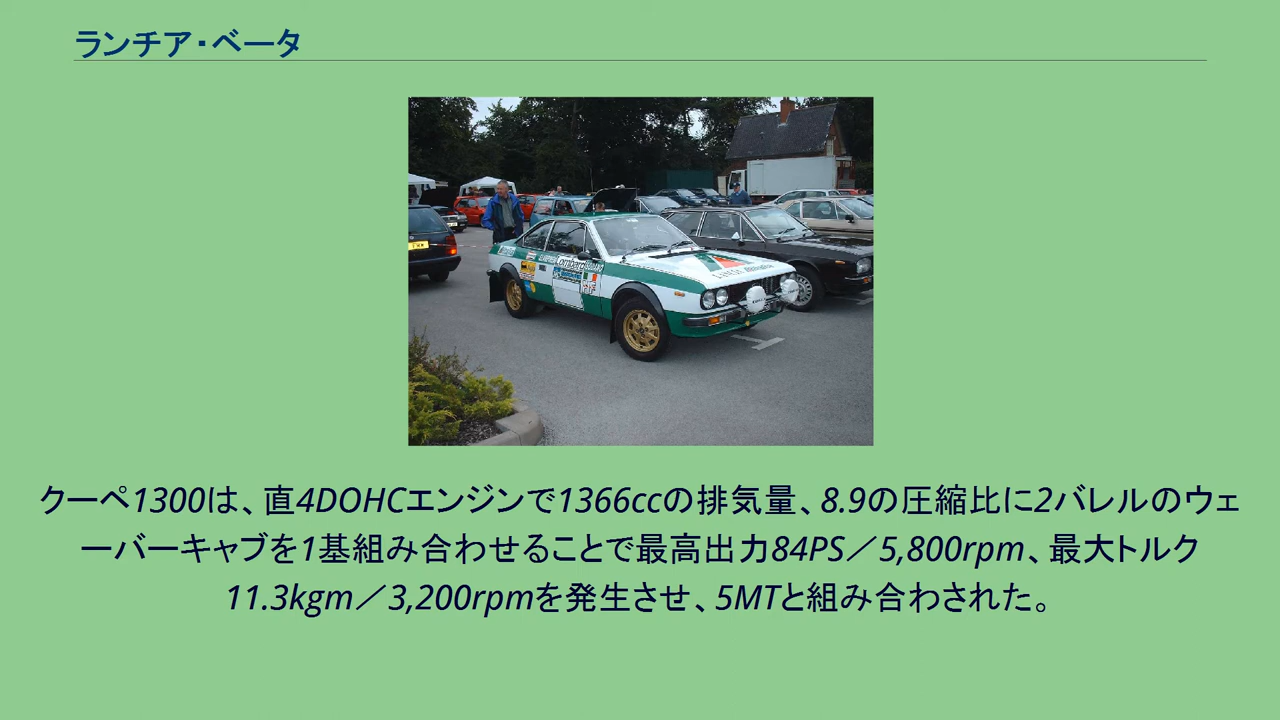 ランチア・ベータ
クーペ1300は、直4DOHCエンジンで1366ccの排気量、8.9の圧縮比に2バレルのウェ
ーバーキャブを1基組み合わせることで最高出力84PS／5,800rpm、最大トルク
11.3kgm／3,200rpmを発生させ、5MTと組み合わされた。